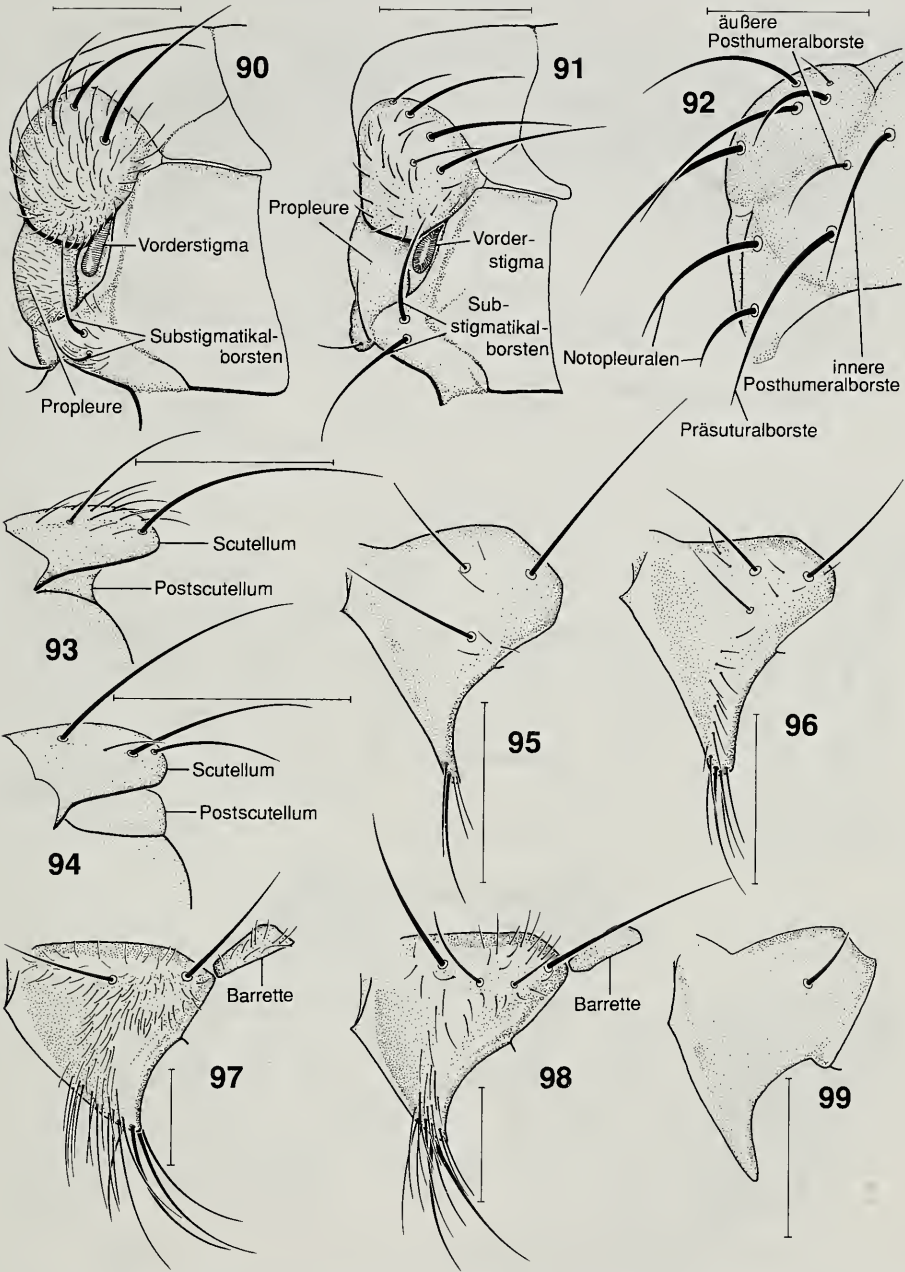 90
Vorderstigma
Substigmatikal-
borsten
Propleure
91
Propleure
Vorder-
stigma
Sub-
stigmatikal-
borsten
äußere
Posthumeralborste
92
Notopleuralen
innere
Posthumeralborste
Präsuturalborste
Scutellum
Postscutellum
93
Scutellum
Postscutellum
94
95
96
Barrette
97
Barrette
98
99